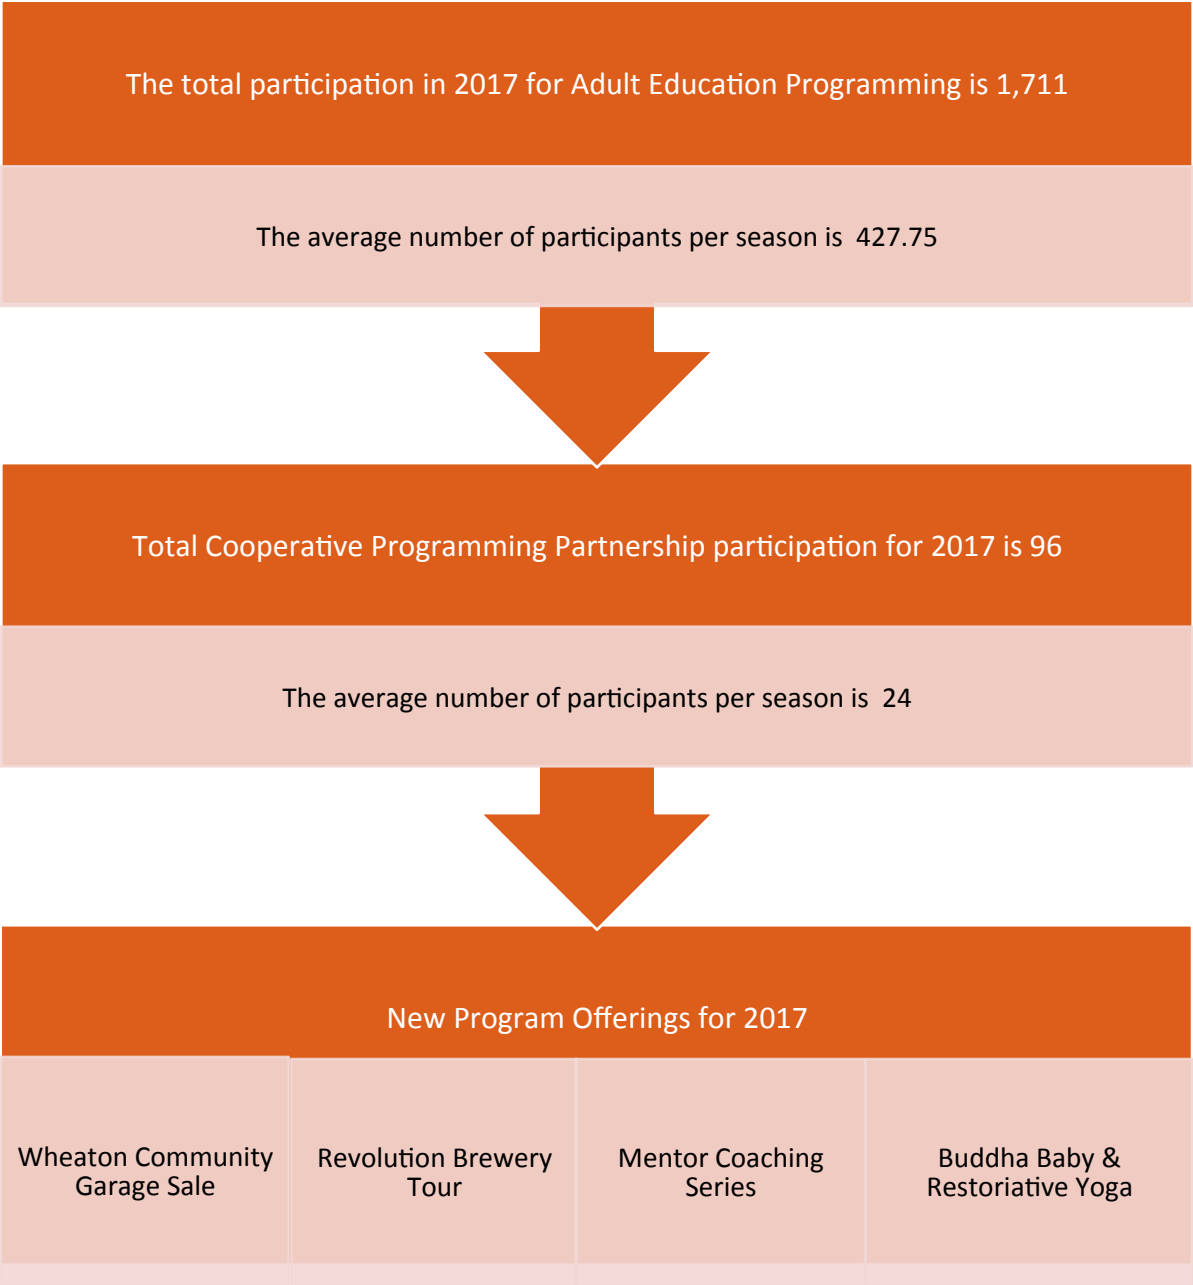 The total participation in 2017 for Adult Education Programming is 1,711
The average number of participants per season is  427.75
Total Cooperative Programming Partnership participation for 2017 is 96
The average number of participants per season is  24
New Program Offerings for 2017
Wheaton Community
Garage Sale
Revolution Brewery
Tour
Mentor Coaching
Series
Buddha Baby &
Restoriative Yoga